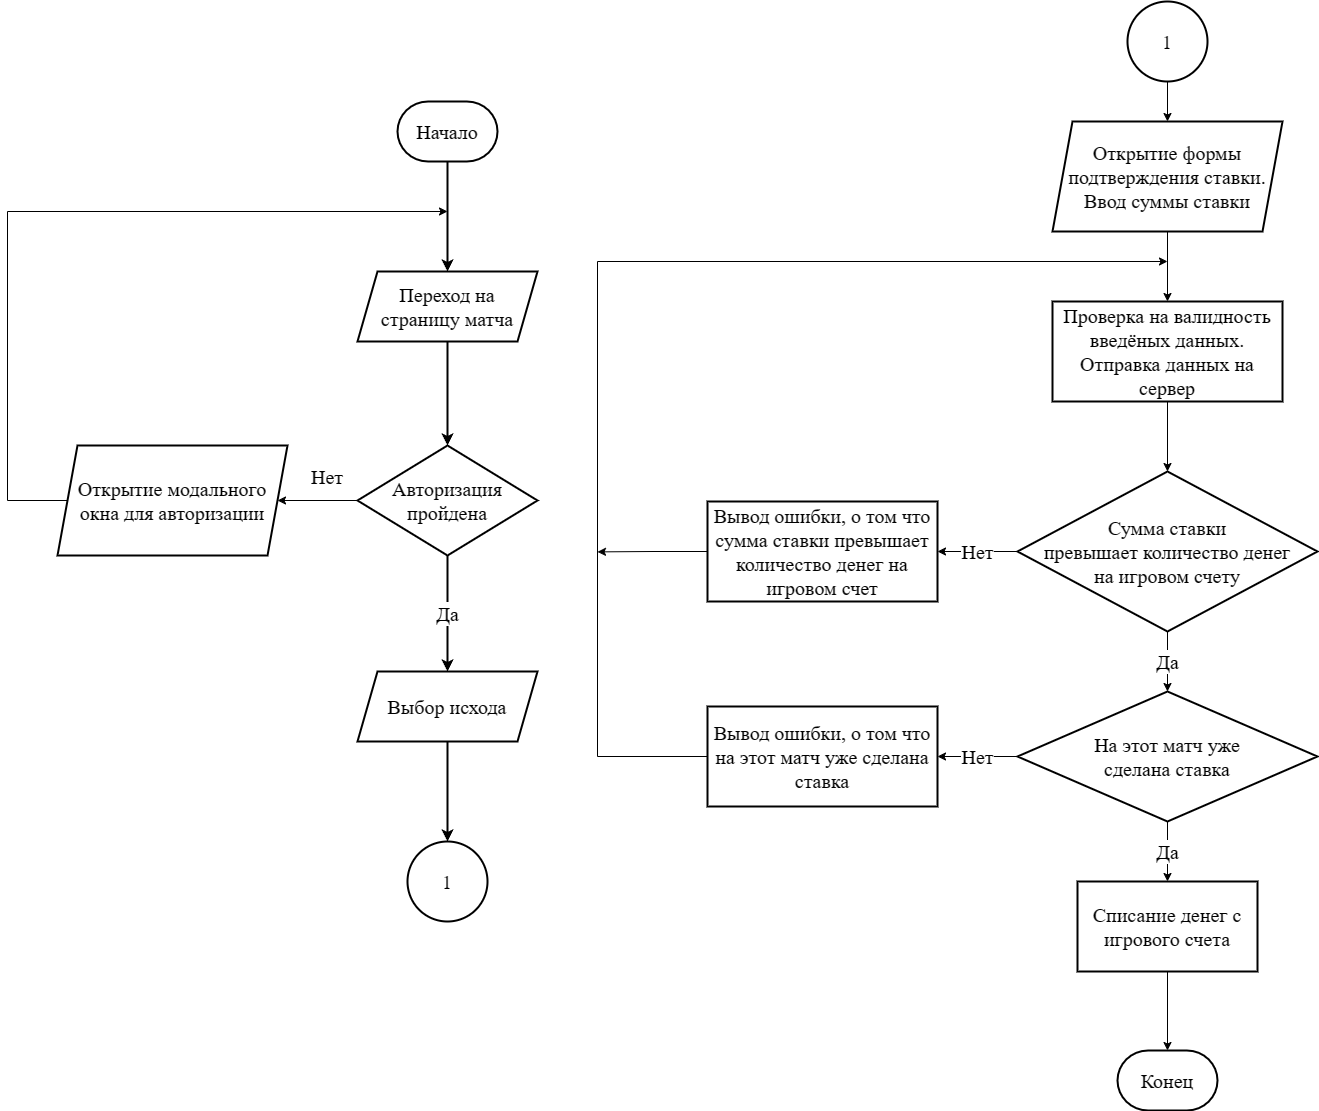 Начало
Переход на
страницу матча
Авторизация
пройдена
Нет
Открытие модального
окна для авторизации
Да
Выбор исхода
1
1
Открытие формы
подтверждения ставки.
Ввод суммы ставки
Проверка на валидность
введёных данных.
Отправка данных на
сервер
Сумма ставки
превышает количество денег
на игровом счету
Нет
Вывод ошибки, о том что
сумма ставки превышает
количество денег на
игровом счет
Да
На этот матч уже
сделана ставка
Нет
Вывод ошибки, о том что
на этот матч уже сделана
ставка
Да
Списание денег с
игрового счета
Конец